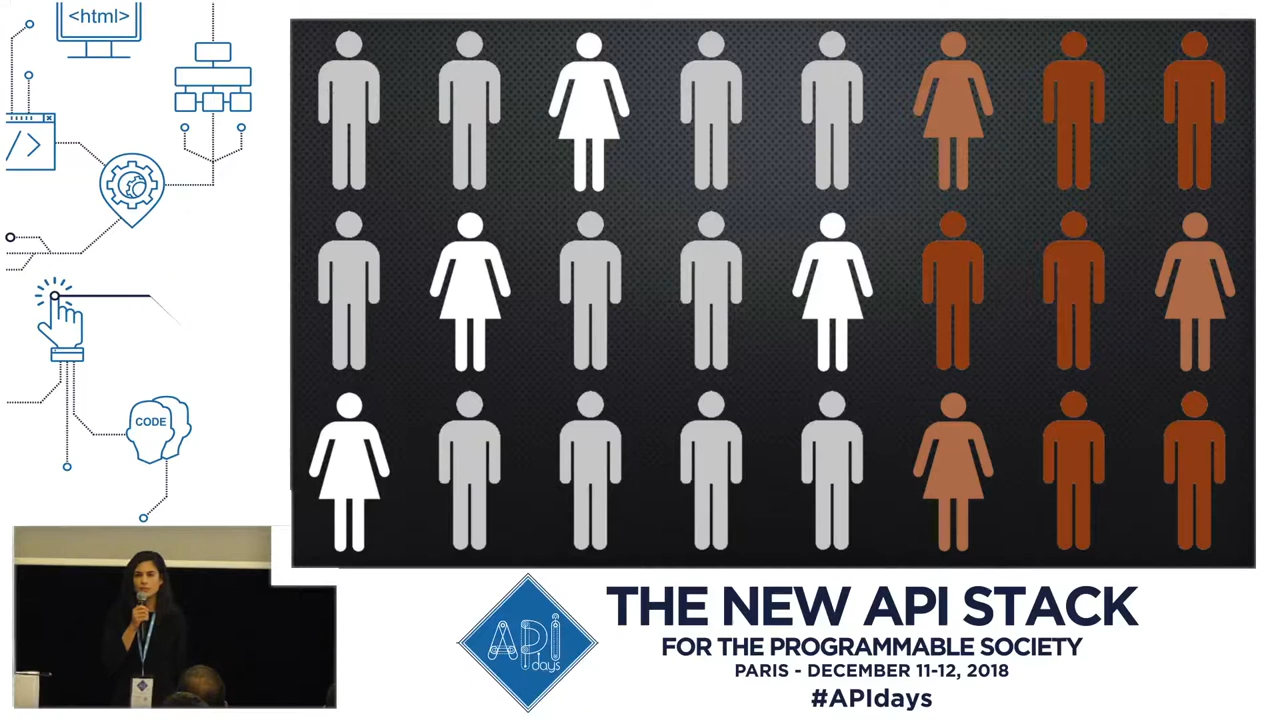 <html>
</>
CODE
API
days
THE NEW API STACK
FOR THE PROGRAMMABLE SOCIETY
PARIS - DECEMBER 11-12, 2018
#APIdays